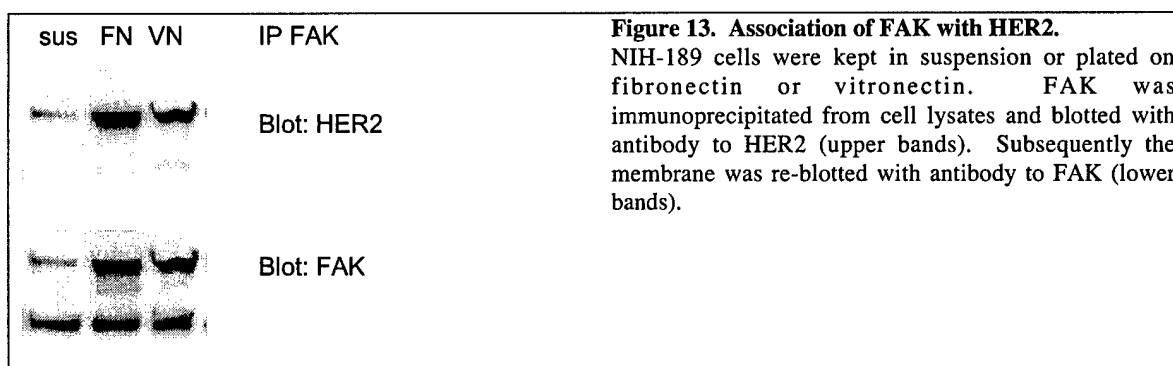 sus FN VN IP FAK
Blot: HER2
Blot: FAK
Figure 13. Association of FAK with HER2.
NIH-189 cells were kept in suspension or plated on
fibronectin or vitronectin. FAK was
immunoprecipitated from cell lysates and blotted with
antibody to HER2 (upper bands). Subsequently the
membrane was re-blotted with antibody to FAK (lower
bands).